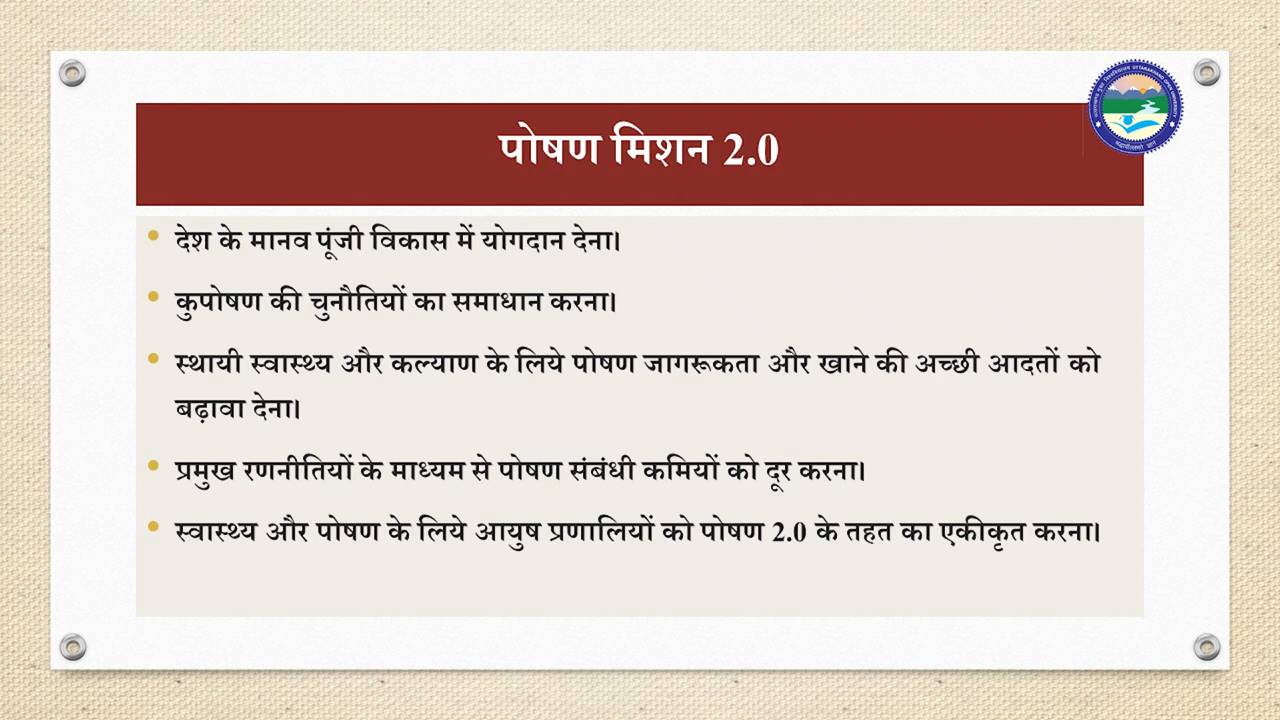 पोषण मिशन 2.0
देश के मानव पूंजी विकास में योगदान देना।
कुपोषण की चुनौतियों का समाधान करना।
स्थायी स्वास्थ्य और कल्याण के लिये पोषण जागरूकता और खाने की अच्छी आदतों को
बढ़ावा देना।
प्रमुख रणनीतियों के माध्यम से पोषण संबंधी कमियों को दूर करना।
स्वास्थ्य और पोषण के लिये आयुष प्रणालियों को पोषण 2.0 के तहत का एकीकृत करना।